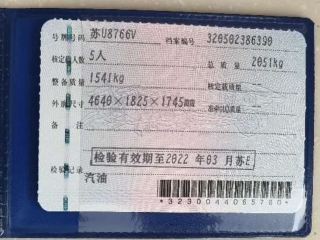 号牌号码 苏U8766V 档案编号 320502386390
核定载人数 5人 总质量 2051kg
整备质量 1541kg 核定载质量 --
外廓尺寸 4640×1825×1745mm 准牵引总质量 --
备注
检验有效期至2022年03月苏E
检验记录
汽油
*3230044065780*